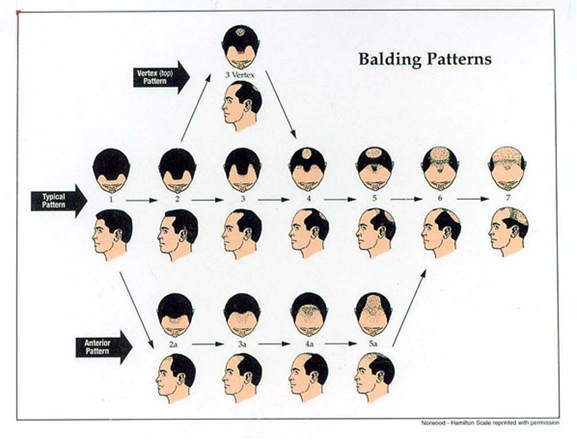 Balding Patterns
Vertex (top)
Pattern
3 Vertex
Typical
Pattern
1
2
3
4
5
6
7
Anterior
Pattern
2a
3a
4a
5a
Norwood - Hamilton Scale reprinted with permission